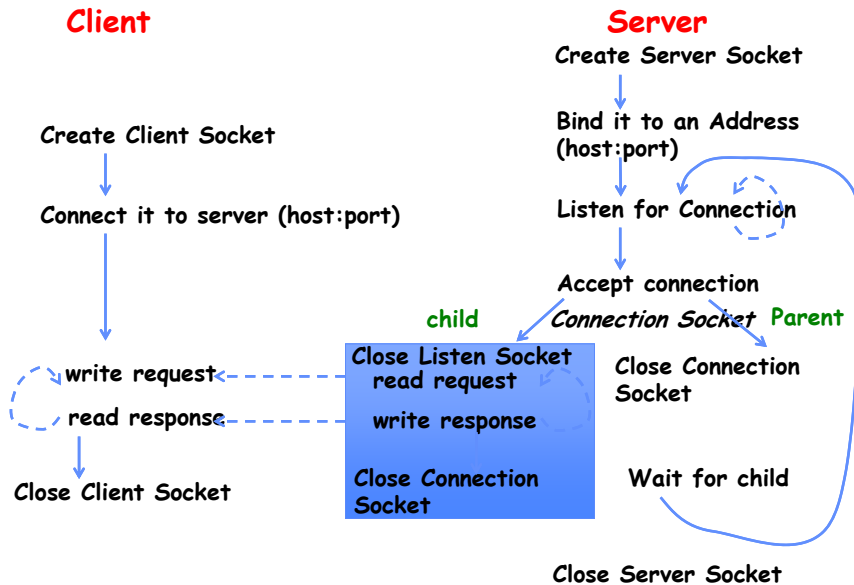 Client
Server
Create Server Socket
Create Client Socket
Bind it to an Address
(host:port)
Connect it to server (host:port)
Listen for Connection
Accept connection
child
Connection Socket
Parent
Close Listen Socket
write request
read request
Close Connection
Socket
read response
write response
Close Client Socket
Close Connection
Socket
Wait for child
Close Server Socket